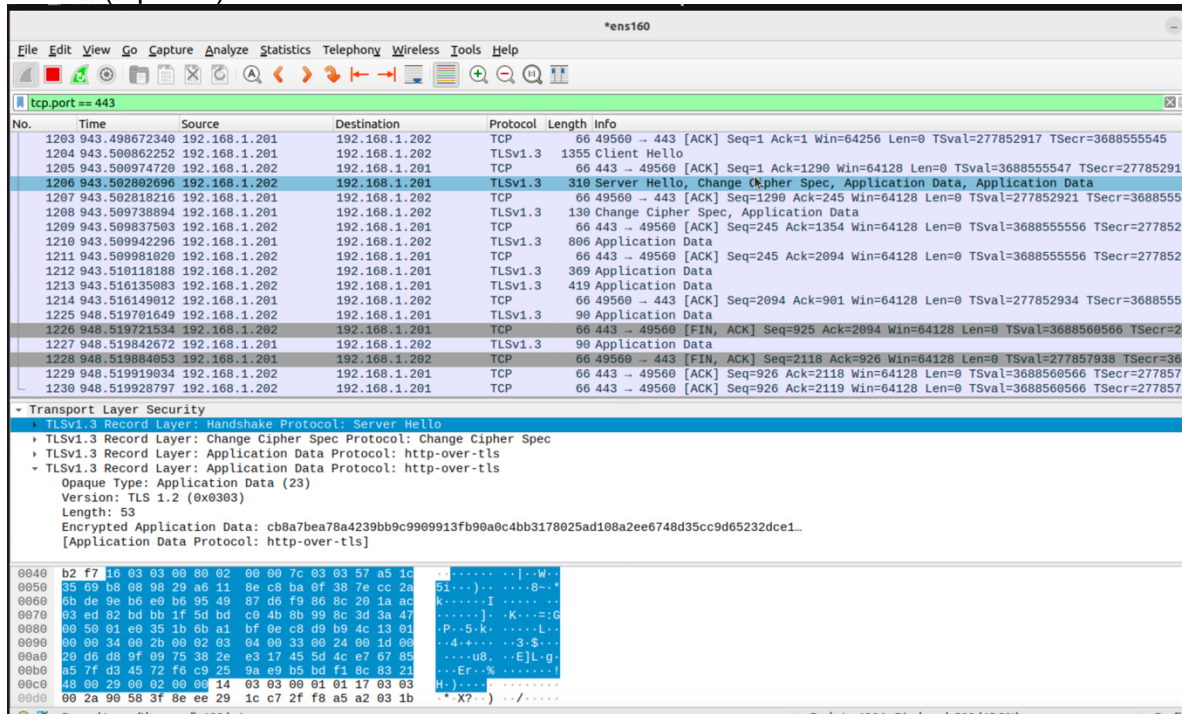 *ens160
File Edit View Go Capture Analyze Statistics Telephony Wireless Tools Help
tcp.port == 443
No. Time Source Destination Protocol Length Info
1203 943.498672340 192.168.1.201 192.168.1.202 TCP 66 49560 → 443 [ACK] Seq=1 Ack=1 Win=64256 Len=0 TSval=277852917 TSecr=3688555545
1204 943.500862252 192.168.1.201 192.168.1.202 TLSv1.3 1355 Client Hello
1205 943.500974720 192.168.1.202 192.168.1.201 TCP 66 443 → 49560 [ACK] Seq=1 Ack=1290 Win=64128 Len=0 TSval=3688555547 TSecr=27785291
1206 943.502802696 192.168.1.202 192.168.1.201 TLSv1.3 310 Server Hello, Change Cipher Spec, Application Data, Application Data
1207 943.502818216 192.168.1.201 192.168.1.202 TCP 66 49560 → 443 [ACK] Seq=1290 Ack=245 Win=64128 Len=0 TSval=277852921 TSecr=3688555
1208 943.509738894 192.168.1.201 192.168.1.202 TLSv1.3 130 Change Cipher Spec, Application Data
1209 943.509837503 192.168.1.202 192.168.1.201 TCP 66 443 → 49560 [ACK] Seq=245 Ack=1354 Win=64128 Len=0 TSval=3688555556 TSecr=277852
1210 943.509942296 192.168.1.201 192.168.1.202 TLSv1.3 806 Application Data
1211 943.509981020 192.168.1.202 192.168.1.201 TCP 66 443 → 49560 [ACK] Seq=245 Ack=2094 Win=64128 Len=0 TSval=3688555556 TSecr=277852
1212 943.510118188 192.168.1.202 192.168.1.201 TLSv1.3 369 Application Data
1213 943.516135083 192.168.1.202 192.168.1.201 TLSv1.3 419 Application Data
1214 943.516149012 192.168.1.201 192.168.1.202 TCP 66 49560 → 443 [ACK] Seq=2094 Ack=901 Win=64128 Len=0 TSval=277852934 TSecr=3688555
1225 948.519701649 192.168.1.202 192.168.1.201 TLSv1.3 90 Application Data
1226 948.519721534 192.168.1.202 192.168.1.201 TCP 66 443 → 49560 [FIN, ACK] Seq=925 Ack=2094 Win=64128 Len=0 TSval=3688560566 TSecr=2
1227 948.519842672 192.168.1.201 192.168.1.202 TLSv1.3 90 Application Data
1228 948.519884053 192.168.1.201 192.168.1.202 TCP 66 49560 → 443 [FIN, ACK] Seq=2118 Ack=926 Win=64128 Len=0 TSval=277857938 TSecr=36
1229 948.519919034 192.168.1.202 192.168.1.201 TCP 66 443 → 49560 [ACK] Seq=926 Ack=2118 Win=64128 Len=0 TSval=3688560566 TSecr=277857
1230 948.519928797 192.168.1.202 192.168.1.201 TCP 66 443 → 49560 [ACK] Seq=926 Ack=2119 Win=64128 Len=0 TSval=3688560566 TSecr=277857
Transport Layer Security
TLSv1.3 Record Layer: Handshake Protocol: Server Hello
TLSv1.3 Record Layer: Change Cipher Spec Protocol: Change Cipher Spec
TLSv1.3 Record Layer: Application Data Protocol: http-over-tls
TLSv1.3 Record Layer: Application Data Protocol: http-over-tls
Opaque Type: Application Data (23)
Version: TLS 1.2 (0x0303)
Length: 53
Encrypted Application Data: cb8a7bea78a4239bb9c9909913fb90a0c4bb3178025ad108a2ee6748d35cc9d65232dce1…
[Application Data Protocol: http-over-tls]
0040 b2 f7 16 03 03 00 80 02 00 00 7c 03 03 57 a5 1c ··········|··W··
0050 35 69 b8 08 98 29 a6 11 8e c8 ba 0f 38 7e cc 2a 5i···)······8~·*
0060 6b de 9e b6 e0 b6 95 49 87 d6 f9 86 8c 20 1a ac k······I····· ··
0070 03 ed 82 bd bb 1f 5d bd c0 4b 8b 99 8c 3d 3a 47 ······]··K···=:G
0080 00 50 01 e0 35 1b 6b a1 bf 0e c8 d9 b9 4c 13 01 ·P··5·k······L··
0090 00 00 34 00 2b 00 02 03 04 00 33 00 24 00 1d 00 ··4·+·····3·$···
00a0 20 d6 d8 9f 09 75 38 2e e3 17 45 5d 4c e7 67 85 ····u8.··E]L·g·
00b0 a5 7f d3 45 72 f6 c9 25 9a e9 b5 bd f1 8c 83 21 ···Er··%·······!
00c0 48 00 29 00 02 00 00 14 03 03 00 01 01 17 03 03 H·)·············
00d0 00 2a 90 58 3f 8e ee 29 1c c7 2f f8 a5 a2 03 1b ·*·X?··)··/·····